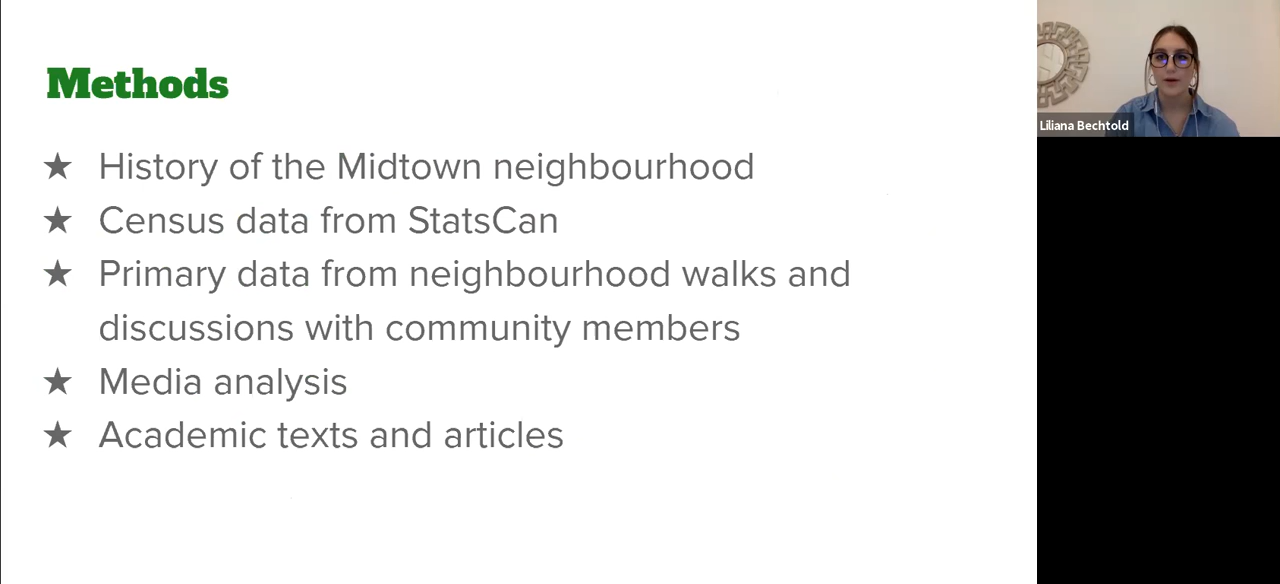 Methods
★ History of the Midtown neighbourhood
★ Census data from StatsCan
★ Primary data from neighbourhood walks and
discussions with community members
★ Media analysis
★ Academic texts and articles
Liliana Bechtold